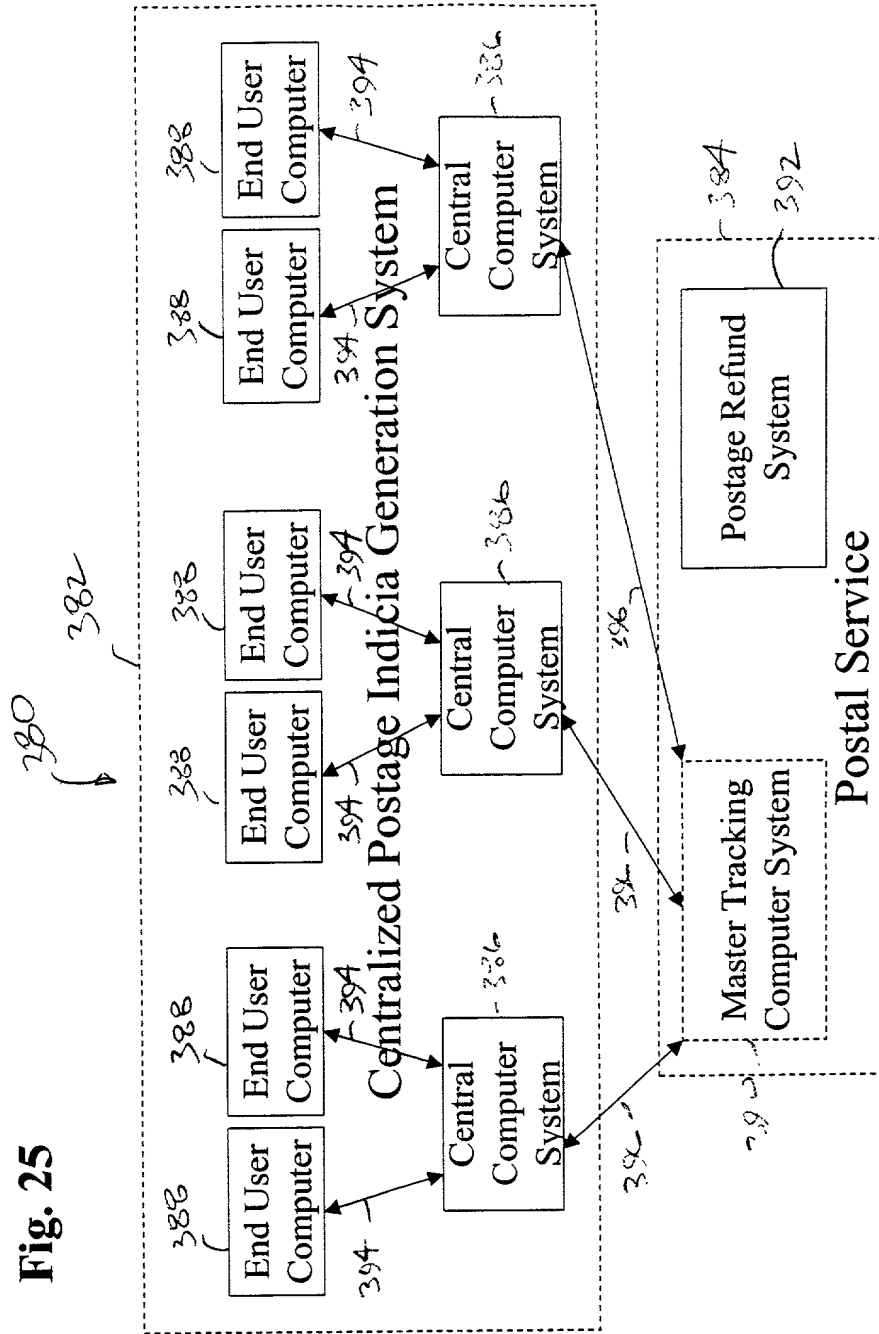 Fig. 25
380
382
388
388
388
388
388
388
End User
Computer
End User
Computer
End User
Computer
End User
Computer
End User
Computer
End User
Computer
394
394
394
394
394
394
Centralized Postage Indicia Generation System
386
386
386
Central
Computer
System
Central
Computer
System
Central
Computer
System
396
384
392
Master Tracking
Computer System
Postage Refund
System
Postal Service